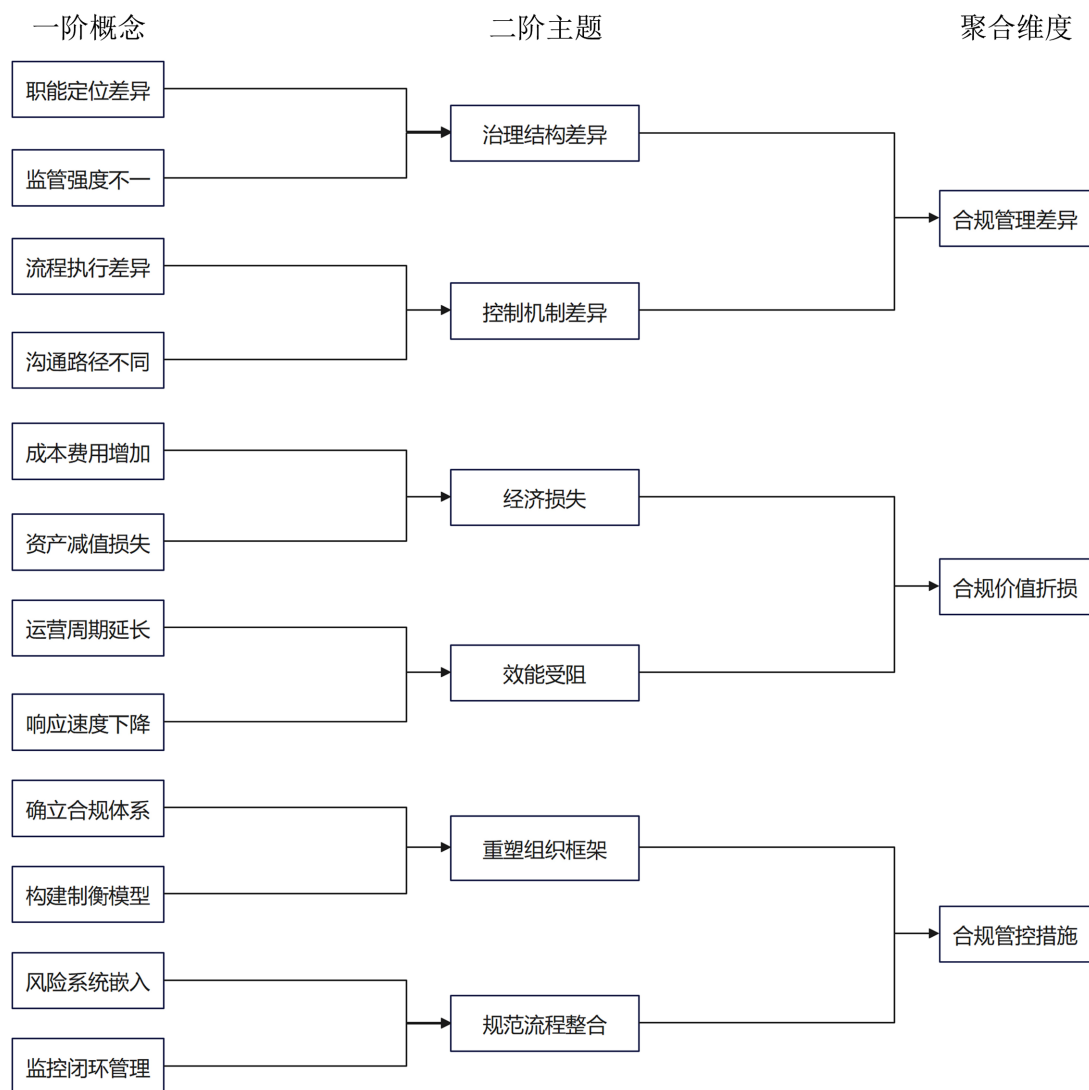 一阶概念
二阶主题
聚合维度
职能定位差异
监管强度不一
流程执行差异
沟通路径不同
成本费用增加
资产减值损失
运营周期延长
响应速度下降
确立合规体系
构建制衡模型
风险系统嵌入
监控闭环管理
治理结构差异
控制机制差异
经济损失
效能受阻
重塑组织框架
规范流程整合
合规管理差异
合规价值折损
合规管控措施